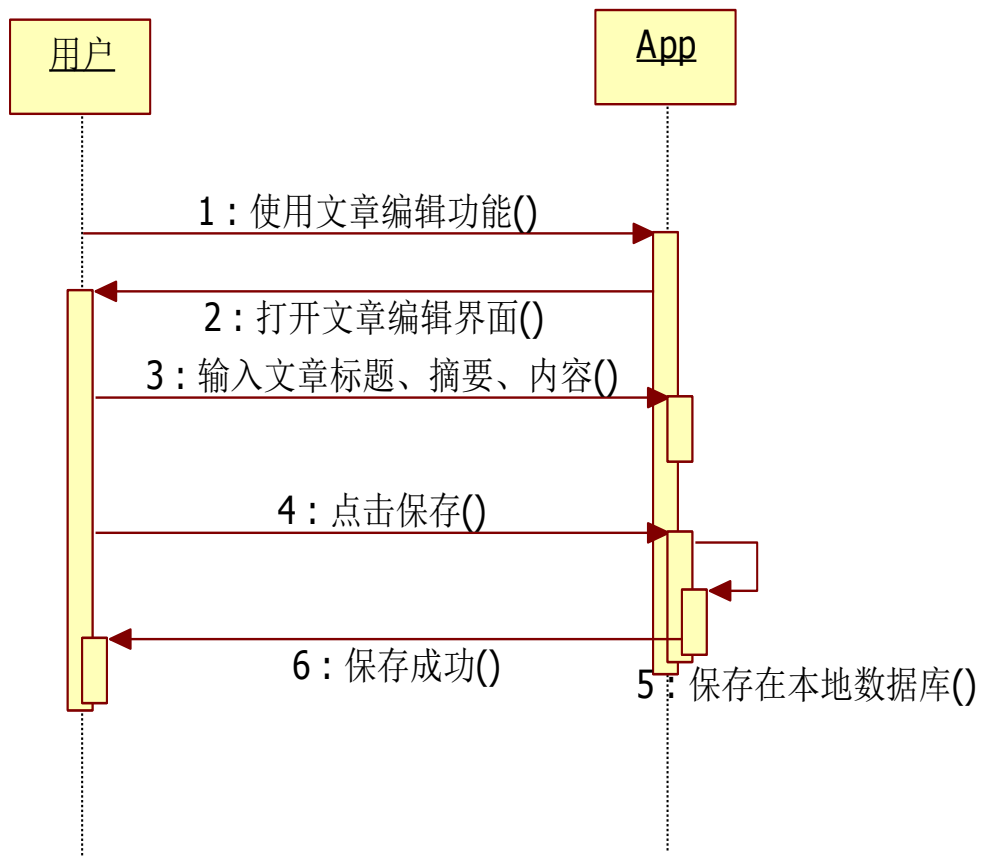 用户
App
1：使用文章编辑功能()
2：打开文章编辑界面()
3：输入文章标题、摘要、内容()
4：点击保存()
6：保存成功()
5：保存在本地数据库()